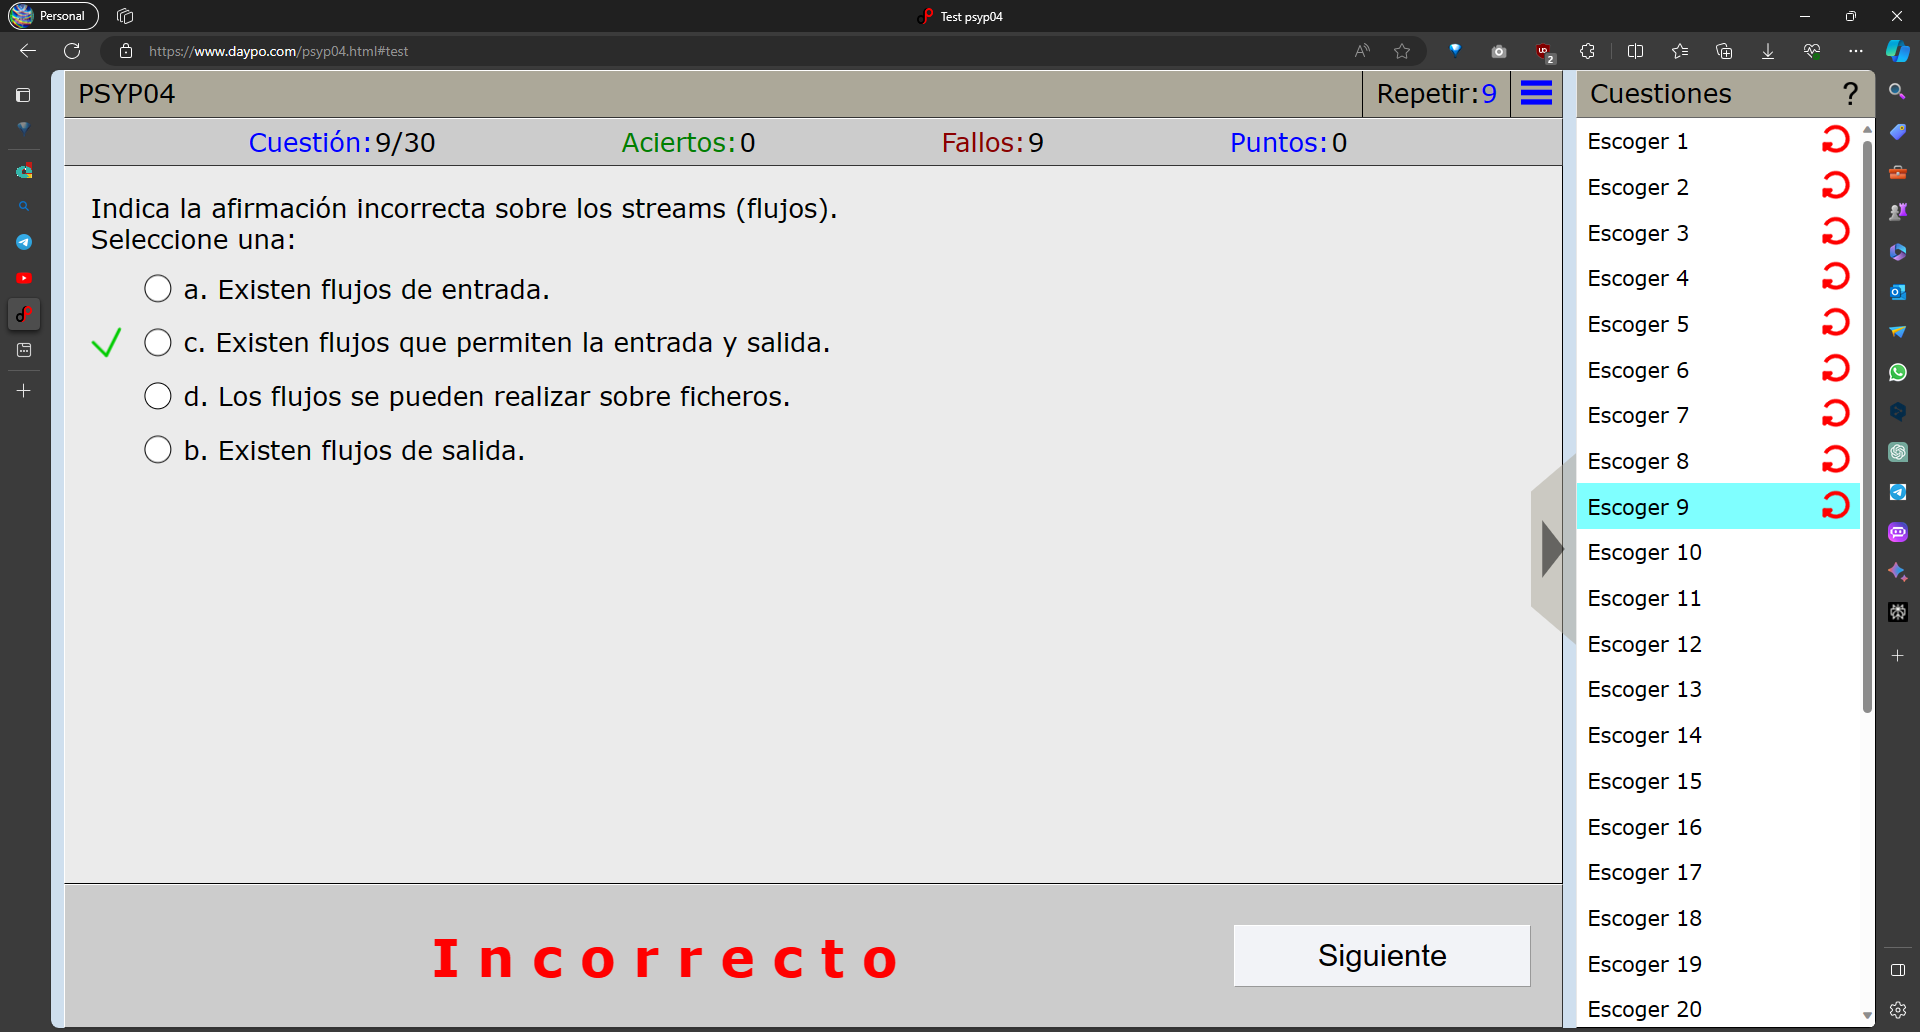 Personal
Test psyp04
https://www.daypo.com/psyp04.html#test
2
PSYP04
Repetir:9
Cuestiones
?
Cuestión:9/30
Aciertos:0
Fallos:9
Puntos:0
Indica la afirmación incorrecta sobre los streams (flujos).
Seleccione una:
a. Existen flujos de entrada.
c. Existen flujos que permiten la entrada y salida.
d. Los flujos se pueden realizar sobre ficheros.
b. Existen flujos de salida.
Incorrecto
Siguiente
Escoger 1
Escoger 2
Escoger 3
Escoger 4
Escoger 5
Escoger 6
Escoger 7
Escoger 8
Escoger 9
Escoger 10
Escoger 11
Escoger 12
Escoger 13
Escoger 14
Escoger 15
Escoger 16
Escoger 17
Escoger 18
Escoger 19
Escoger 20